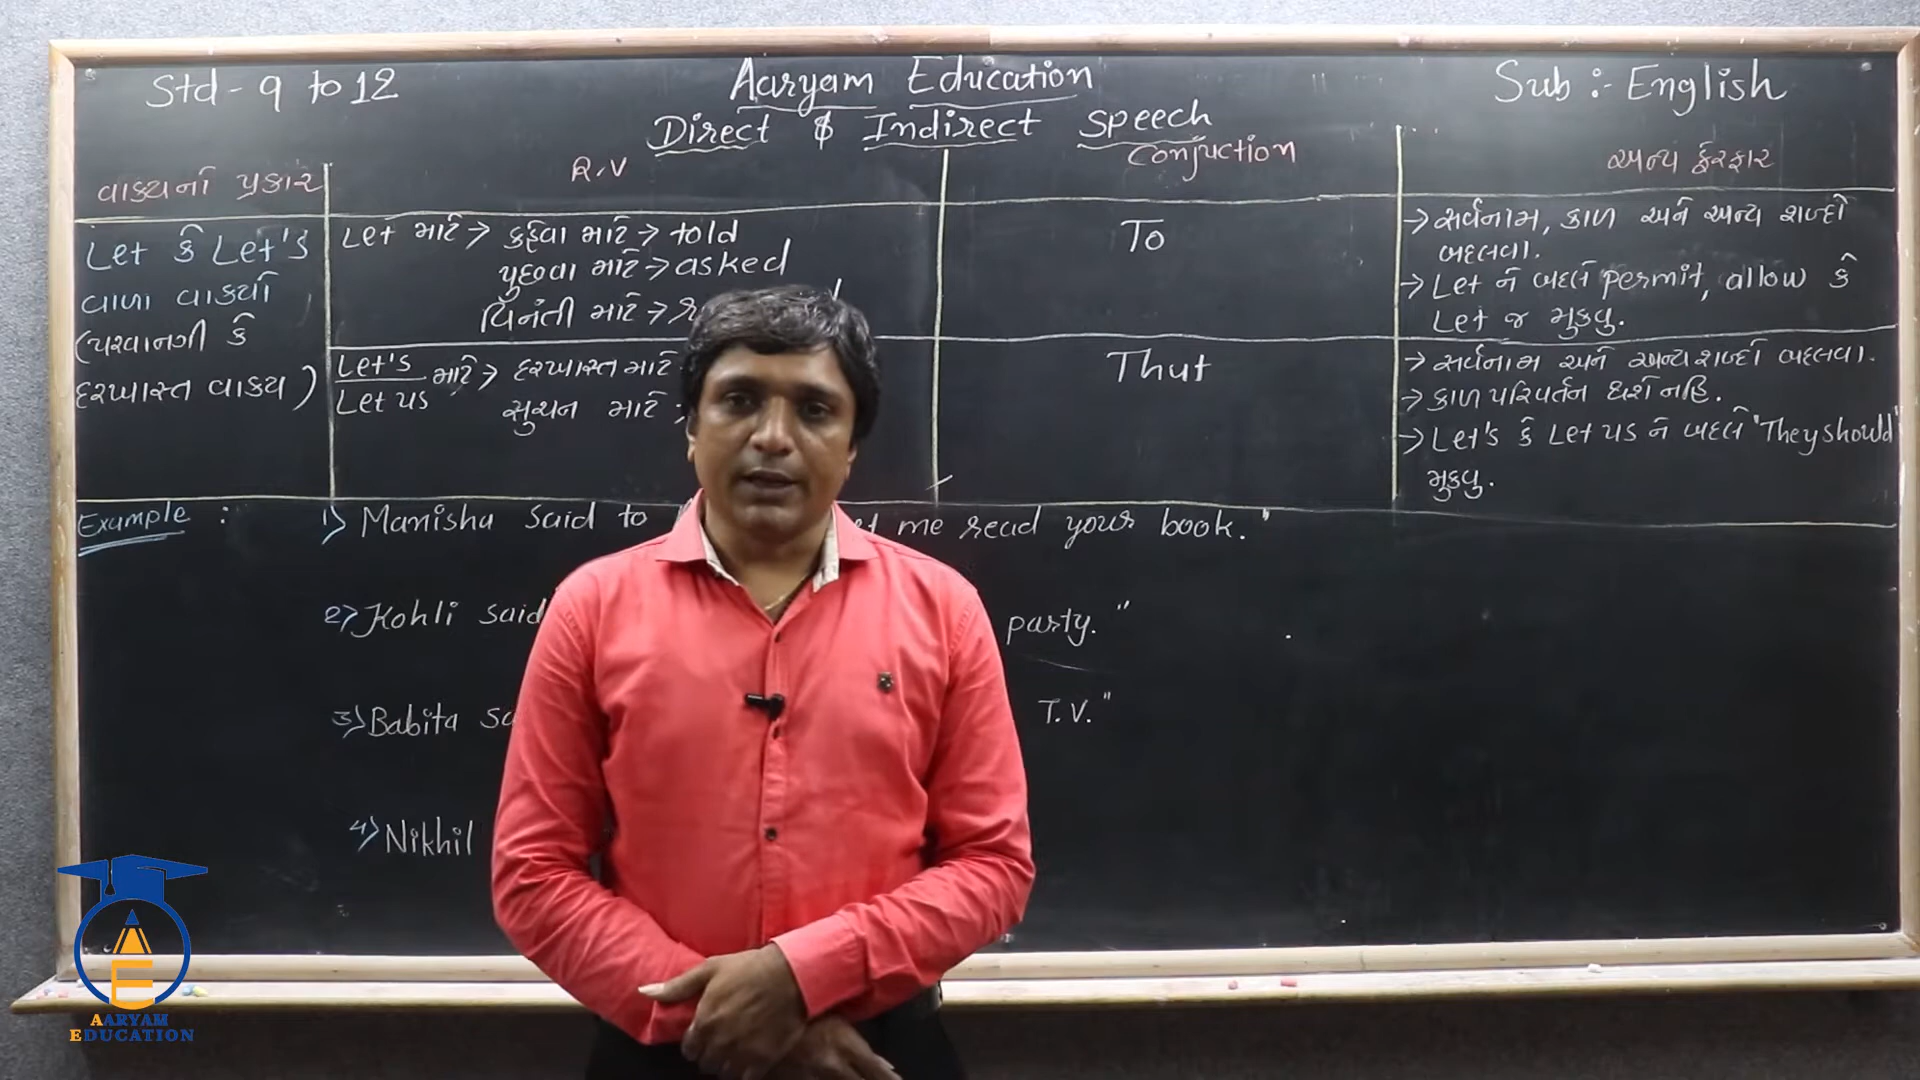 Std - 9 to 12
Aaryam Education
Sub :- English
Direct & Indirect Speech
વાક્યનો પ્રકાર
R.V
Conjuction
અન્ય ફેરફાર
Let કે Let's
વાળા વાક્યો
(પરવાનગી કે
દરખાસ્ત વાક્ય)
Let માટે → કહેવા માટે → told
પુછવા માટે → asked
વિનંતી માટે →
To
→ સર્વનામ, કાળ અને અન્ય શબ્દો
બદલવા.
→ Let ને બદલે permit, allow કે
Let જ મુકવુ.
Let's
Let us માટે → દરખાસ્ત માટે
સુચન માટે
That
→ સર્વનામ અને અન્ય શબ્દો બદલવા.
→ કાળ પરિવર્તન થશે નહિ.
→ Let's કે Let us ને બદલે "They should"
મુકવુ.
Example :
1) Manisha said to me read your book."
2) Kohli said party."
3) Babita T.V."
4) Nikhil
AARYAM
EDUCATION